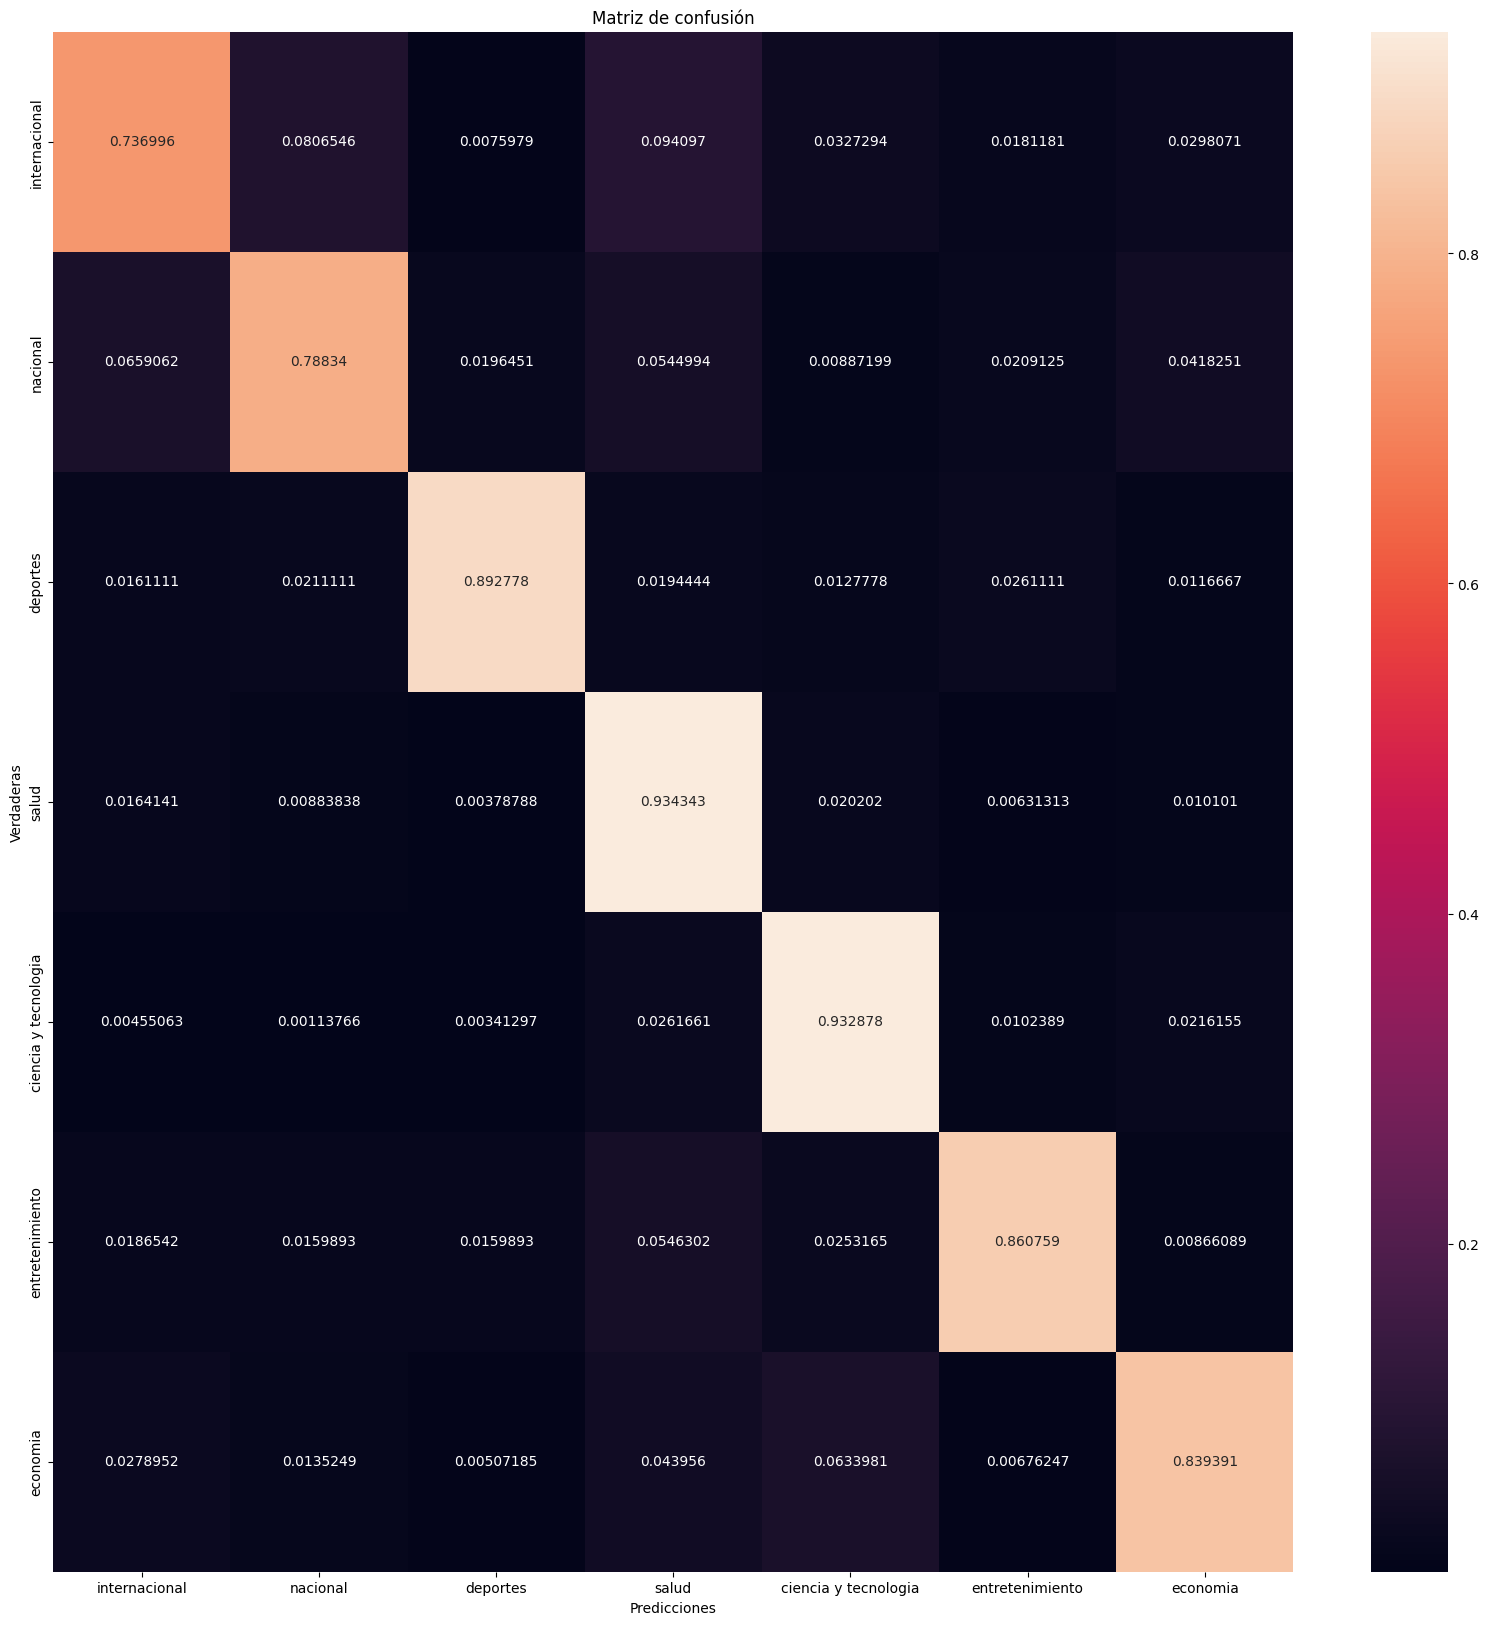 Matriz de confusión
internacional 0.736996 0.0806546 0.0075979 0.094097 0.0327294 0.0181181 0.0298071
nacional 0.0659062 0.78834 0.0196451 0.0544994 0.00887199 0.0209125 0.0418251
deportes 0.0161111 0.0211111 0.892778 0.0194444 0.0127778 0.0261111 0.0116667
Verdaderas
salud 0.0164141 0.00883838 0.00378788 0.934343 0.020202 0.00631313 0.010101
ciencia y tecnologia 0.00455063 0.00113766 0.00341297 0.0261661 0.932878 0.0102389 0.0216155
entretenimiento 0.0186542 0.0159893 0.0159893 0.0546302 0.0253165 0.860759 0.00866089
economia 0.0278952 0.0135249 0.00507185 0.043956 0.0633981 0.00676247 0.839391
internacional nacional deportes salud ciencia y tecnologia entretenimiento economia
Predicciones
0.8
0.6
0.4
0.2